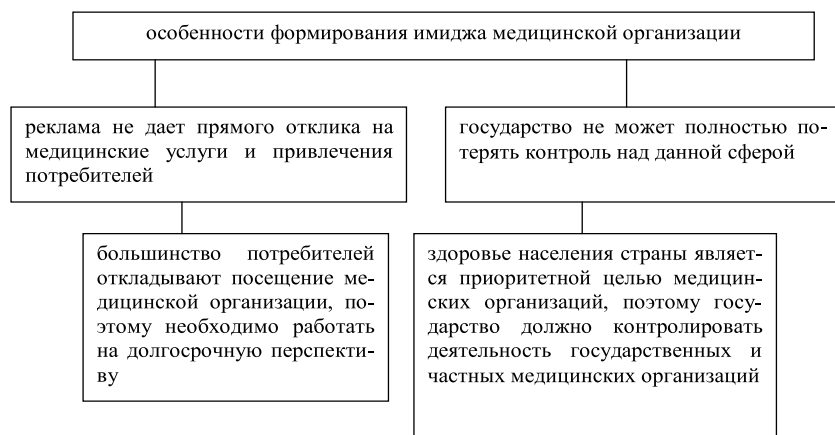 особенности формирования имиджа медицинской организации
реклама не дает прямого отклика на
медицинские услуги и привлечения
потребителей
государство не может полностью по-
терять контроль над данной сферой
большинство потребителей
откладывают посещение ме-
дицинской организации, по-
этому необходимо работать
на долгосрочную перспекти-
ву
здоровье населения страны являет-
ся приоритетной целью медицин-
ских организаций, поэтому госу-
дарство должно контролировать
деятельность государственных и
частных медицинских организаций